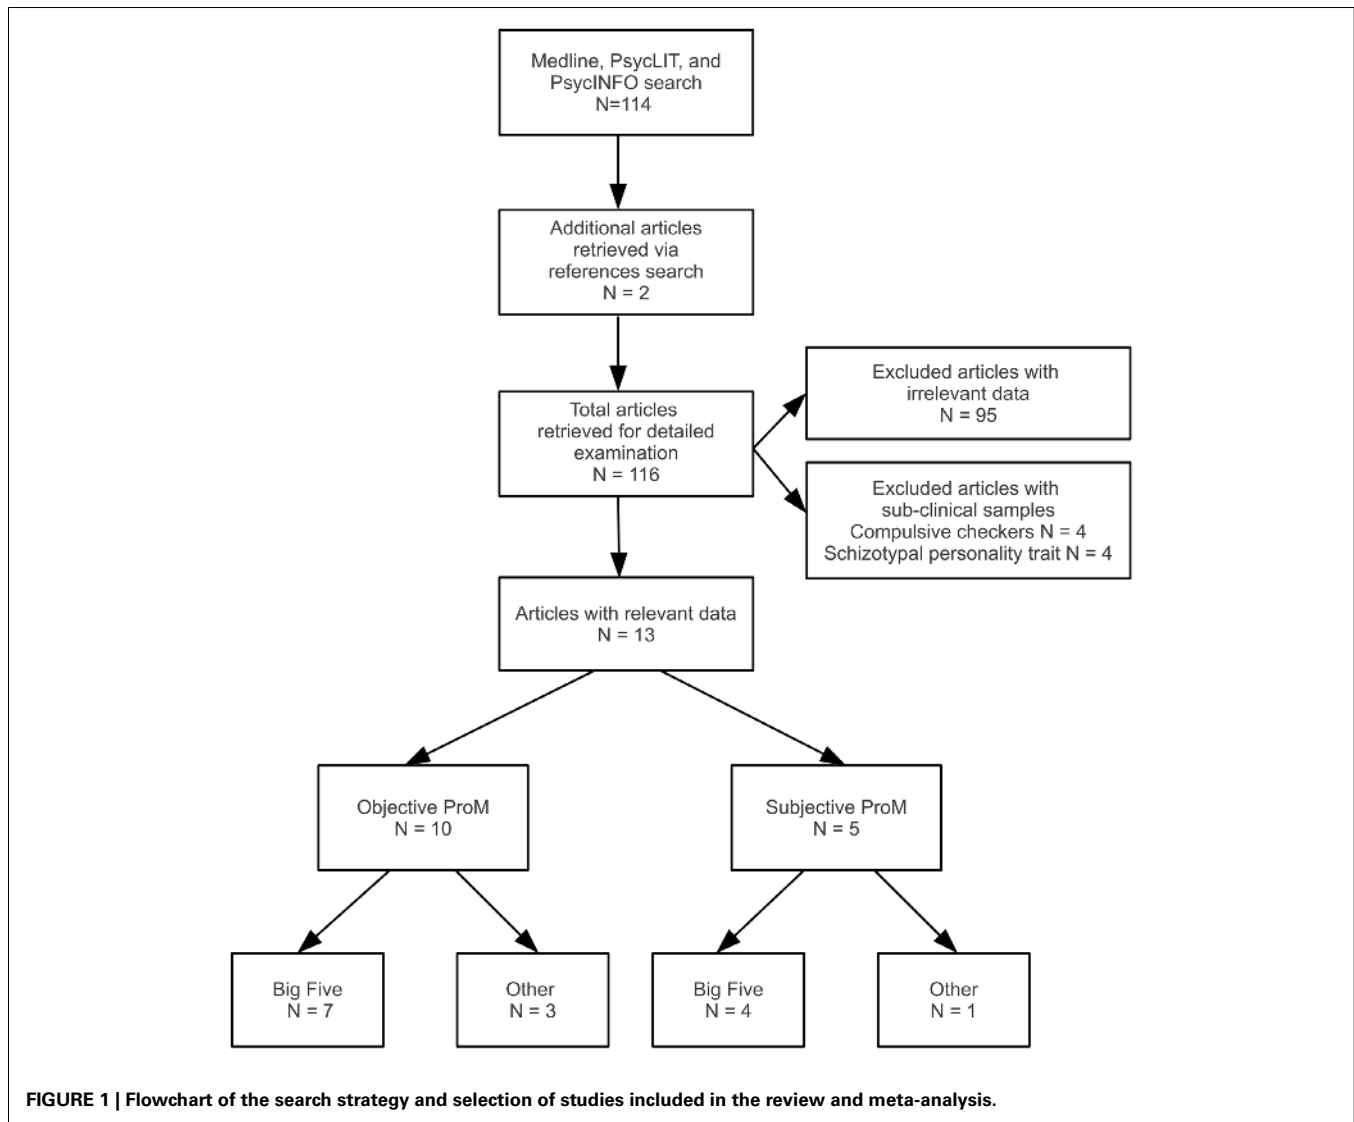 Medline, PsycLIT, and
PsycINFO search
N=114
Additional articles
retrieved via
references search
N = 2
Total articles
retrieved for detailed
examination
N = 116
Excluded articles with
irrelevant data
N = 95
Excluded articles with
sub-clinical samples
Compulsive checkers N = 4
Schizotypal personality trait N = 4
Articles with relevant data
N = 13
Objective ProM
N = 10
Subjective ProM
N = 5
Big Five
N = 7
Other
N = 3
Big Five
N = 4
Other
N = 1
FIGURE 1 | Flowchart of the search strategy and selection of studies included in the review and meta-analysis.